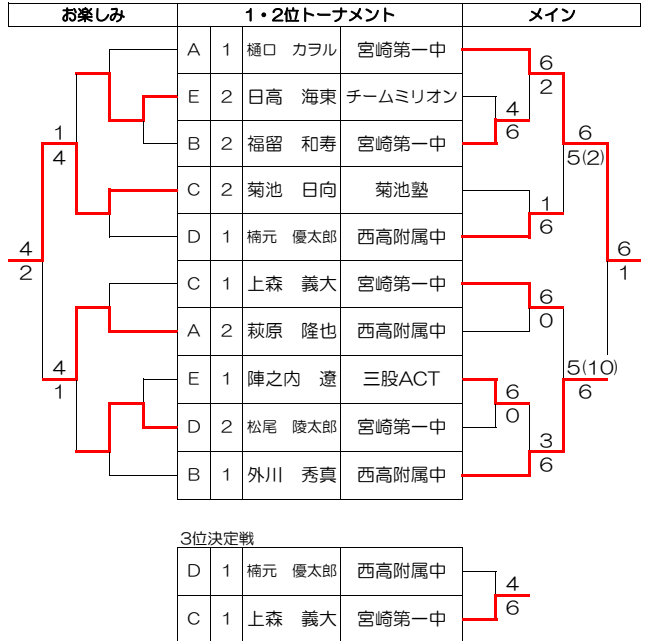 お楽しみ 1・2位トーナメント メイン
A 1 樋口 カヲル 宮崎第一中
6
2
E 2 日高 海東 チームミリオン
4
6
1
4
B 2 福留 和寿 宮崎第一中
6
5(2)
C 2 菊池 日向 菊池塾
1
6
D 1 楠元 優太郎 西高附属中
4
2
6
1
C 1 上森 義大 宮崎第一中
6
0
A 2 萩原 隆也 西高附属中
4
1
E 1 陣之内 遼 三股ACT
5(10)
6
6
0
D 2 松尾 陵太郎 宮崎第一中
3
6
B 1 外川 秀真 西高附属中
3位決定戦
D 1 楠元 優太郎 西高附属中
4
6
C 1 上森 義大 宮崎第一中